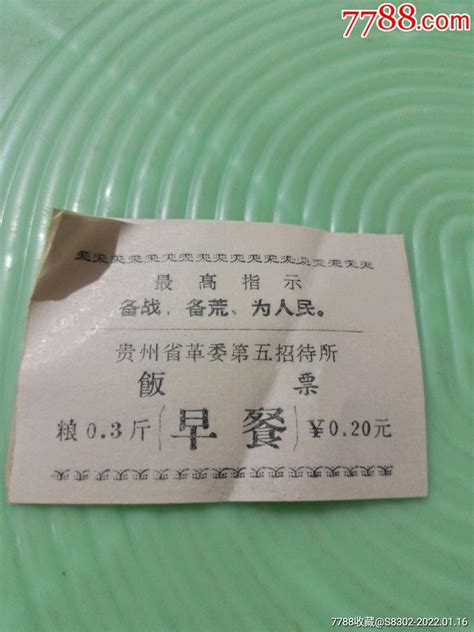 7788.com
最高指示
备战、备荒、为人民。
贵州省革委第五招待所
飯票
粮0.3斤(早餐)¥0.20元
7788收藏@S8302-2022.01.16